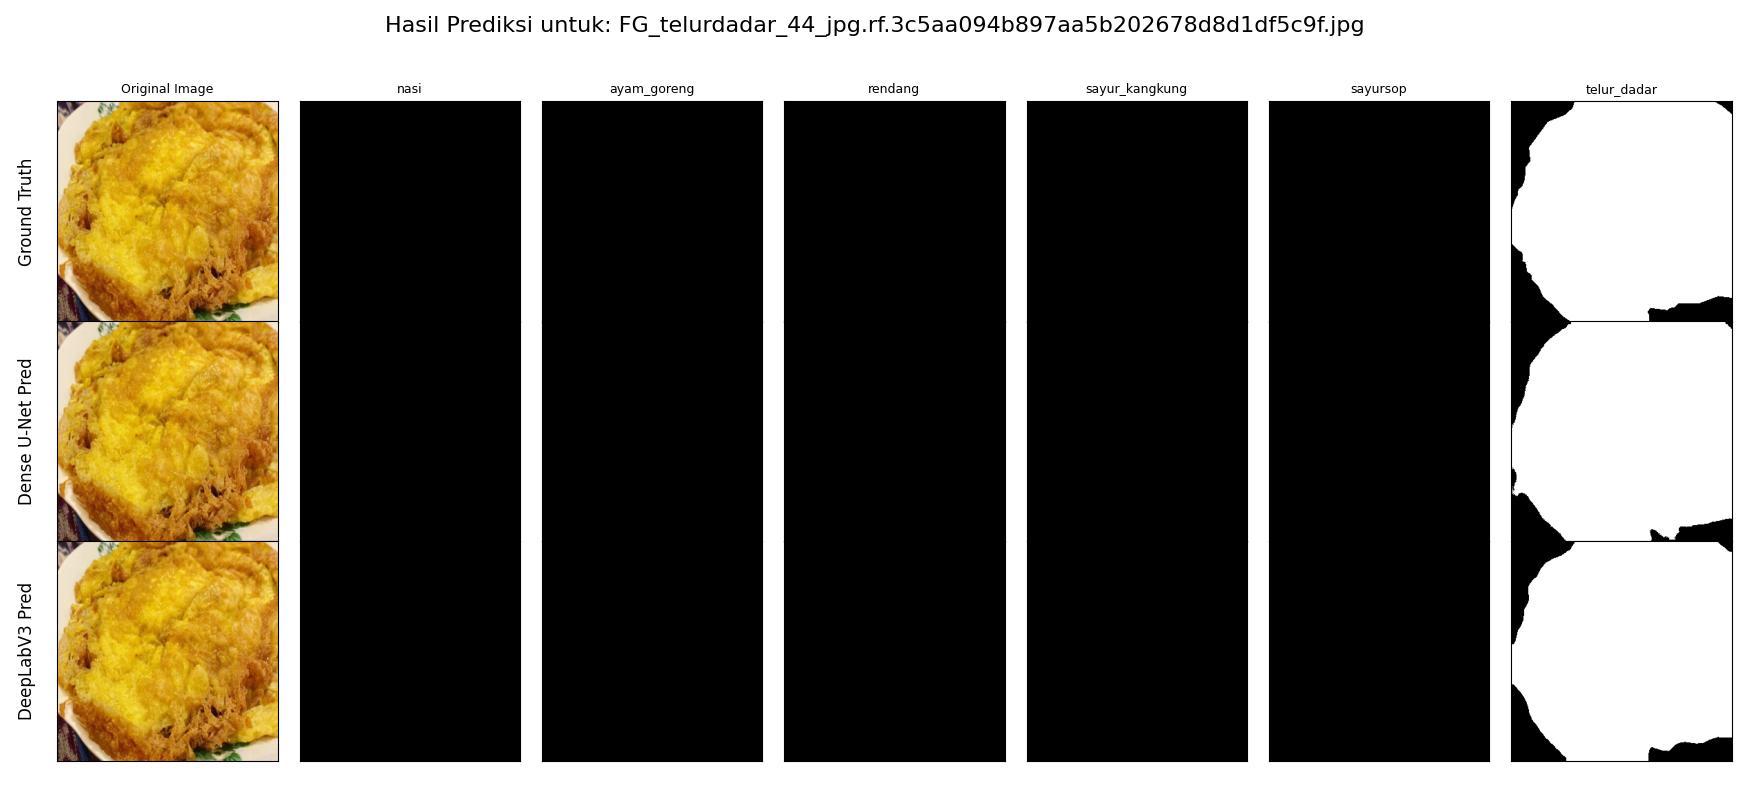 Hasil Prediksi untuk: FG_telurdadar_44_jpg.rf.3c5aa094b897aa5b202678d8d1df5c9f.jpg
Original Image
nasi
ayam_goreng
rendang
sayur_kangkung
sayursop
telur_dadar
Ground Truth
Dense U-Net Pred
DeepLabV3 Pred